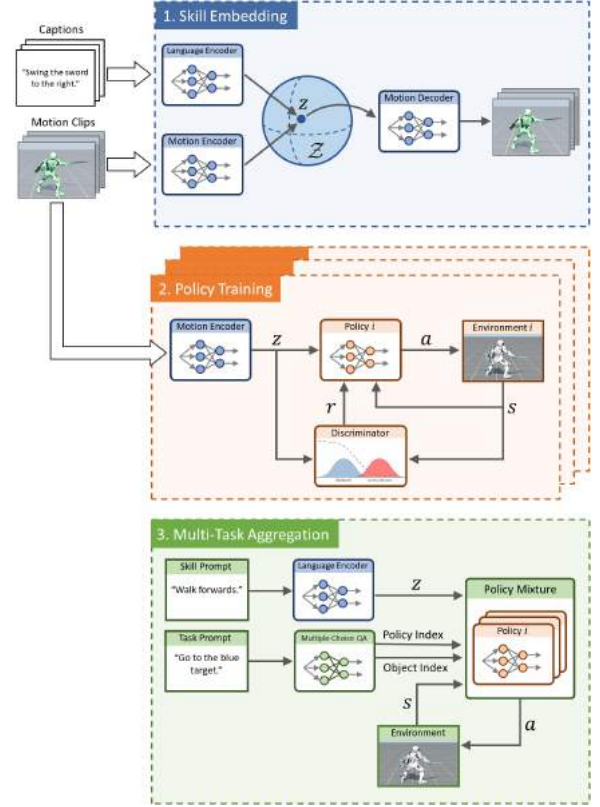 1. Skill Embedding
Captions
Language Encoder
"Swing the sword
to the right."
z
Motion Decoder
Motion Clips
Motion Encoder
𝒵
2. Policy Training
Motion Encoder
z
Policy i
a
Environment i
r
s
Discriminator
3. Multi-Task Aggregation
Skill Prompt
Language Encoder
"Walk forwards."
z
Policy Mixture
Task Prompt
Multiple-Choice QA
Policy Index
Policy i
"Go to the blue
target."
Object Index
s
a
Environment